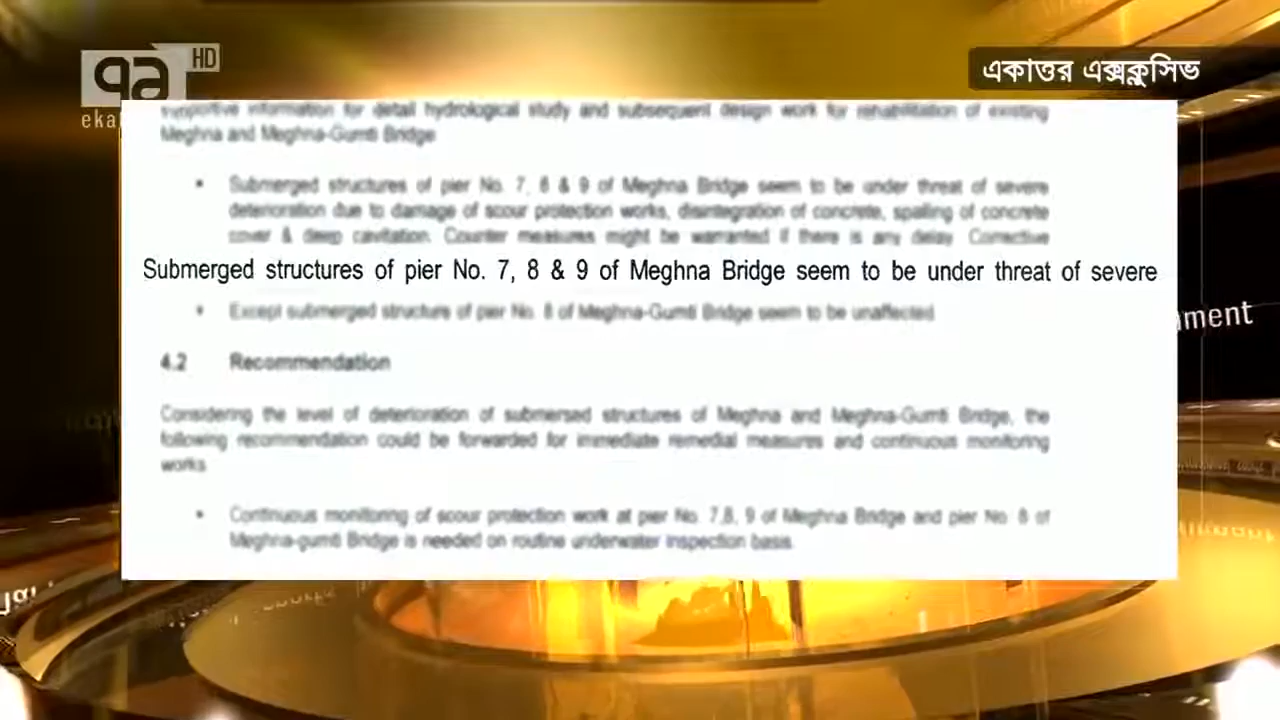 ৭১ HD
একাত্তর এক্সক্লুসিভ
eka
supportive information for detail hydrological study and subsequent design work for rehabilitation of existing
Meghna and Meghna-Gumti Bridge
• Submerged structures of pier No. 7, 8 & 9 of Meghna Bridge seem to be under threat of severe
deterioration due to damage of scour protection works, disintegration of concrete, spalling of concrete
cover & deep cavitation. Counter measures might be warranted if there is any delay. Corrective
Submerged structures of pier No. 7, 8 & 9 of Meghna Bridge seem to be under threat of severe
• Except submerged structure of pier No. 8 of Meghna-Gumti Bridge seem to be unaffected.
nment
4.2 Recommendation
Considering the level of deterioration of submersed structures of Meghna and Meghna-Gumti Bridge, the
following recommendation could be forwarded for immediate remedial measures and continuous monitoring
works
• Continuous monitoring of scour protection work at pier No. 7,8, 9 of Meghna Bridge and pier No. 8 of
Meghna-gumti Bridge is needed on routine underwater inspection basis.